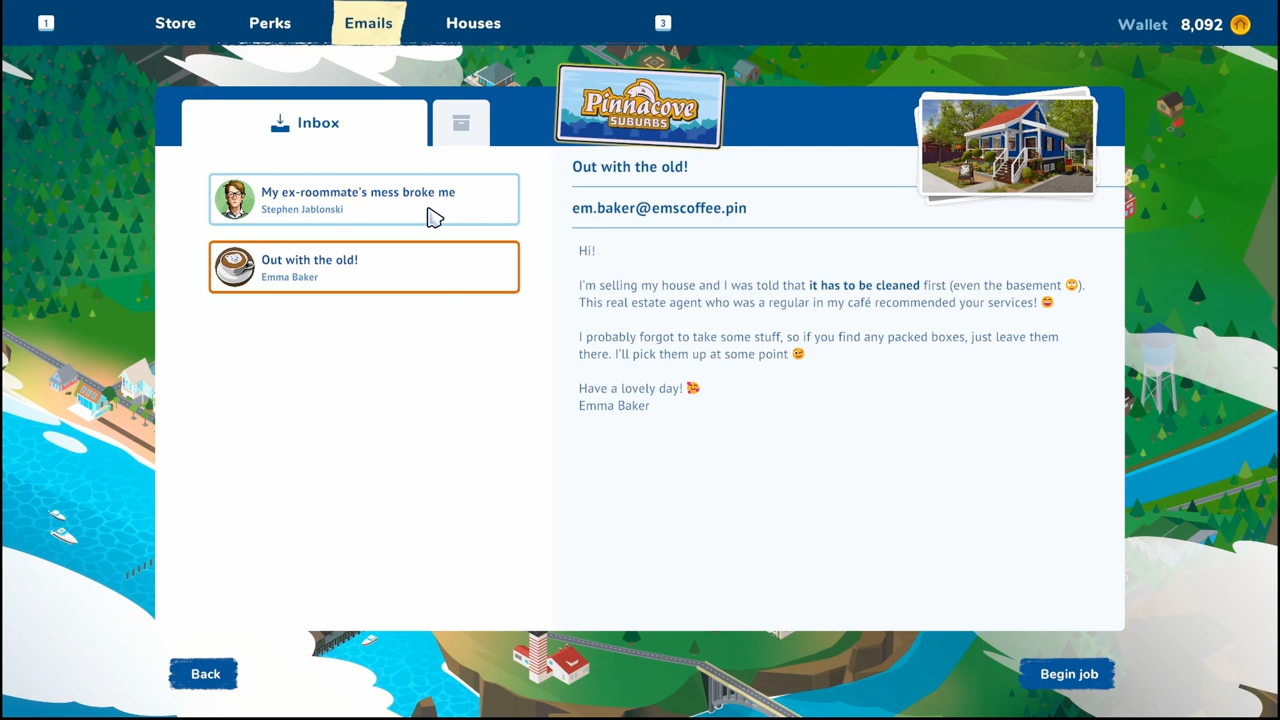 1
Store
Perks
Emails
Houses
3
Wallet 8,092
Inbox
Pinnacove
SUBURBS
My ex-roommate's mess broke me
Stephen Jablonski
Out with the old!
Emma Baker
Out with the old!
em.baker@emscoffee.pin
Hi!
I'm selling my house and I was told that it has to be cleaned first (even the basement 🙄).
This real estate agent who was a regular in my café recommended your services! 😄
I probably forgot to take some stuff, so if you find any packed boxes, just leave them
there. I'll pick them up at some point 😉
Have a lovely day! 🥰
Emma Baker
Back
Begin job